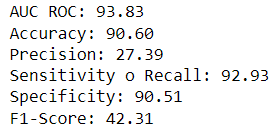 AUC ROC: 93.83
Accuracy: 90.60
Precision: 27.39
Sensitivity o Recall: 92.93
Specificity: 90.51
F1-Score: 42.31